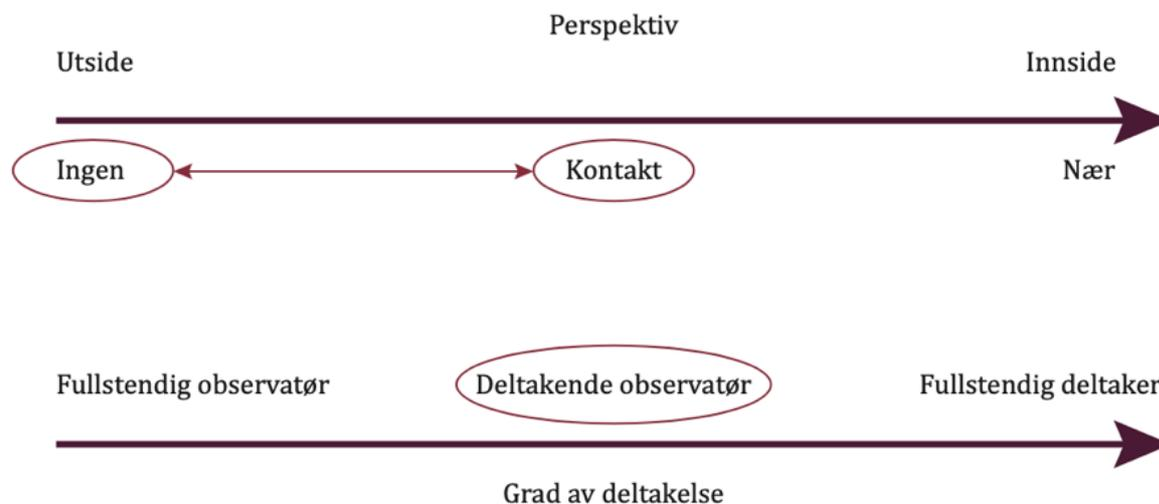 Perspektiv
Utside Innside
Ingen Kontakt Nær
Fullstendig observatør Deltakende observatør Fullstendig deltaker
Grad av deltakelse